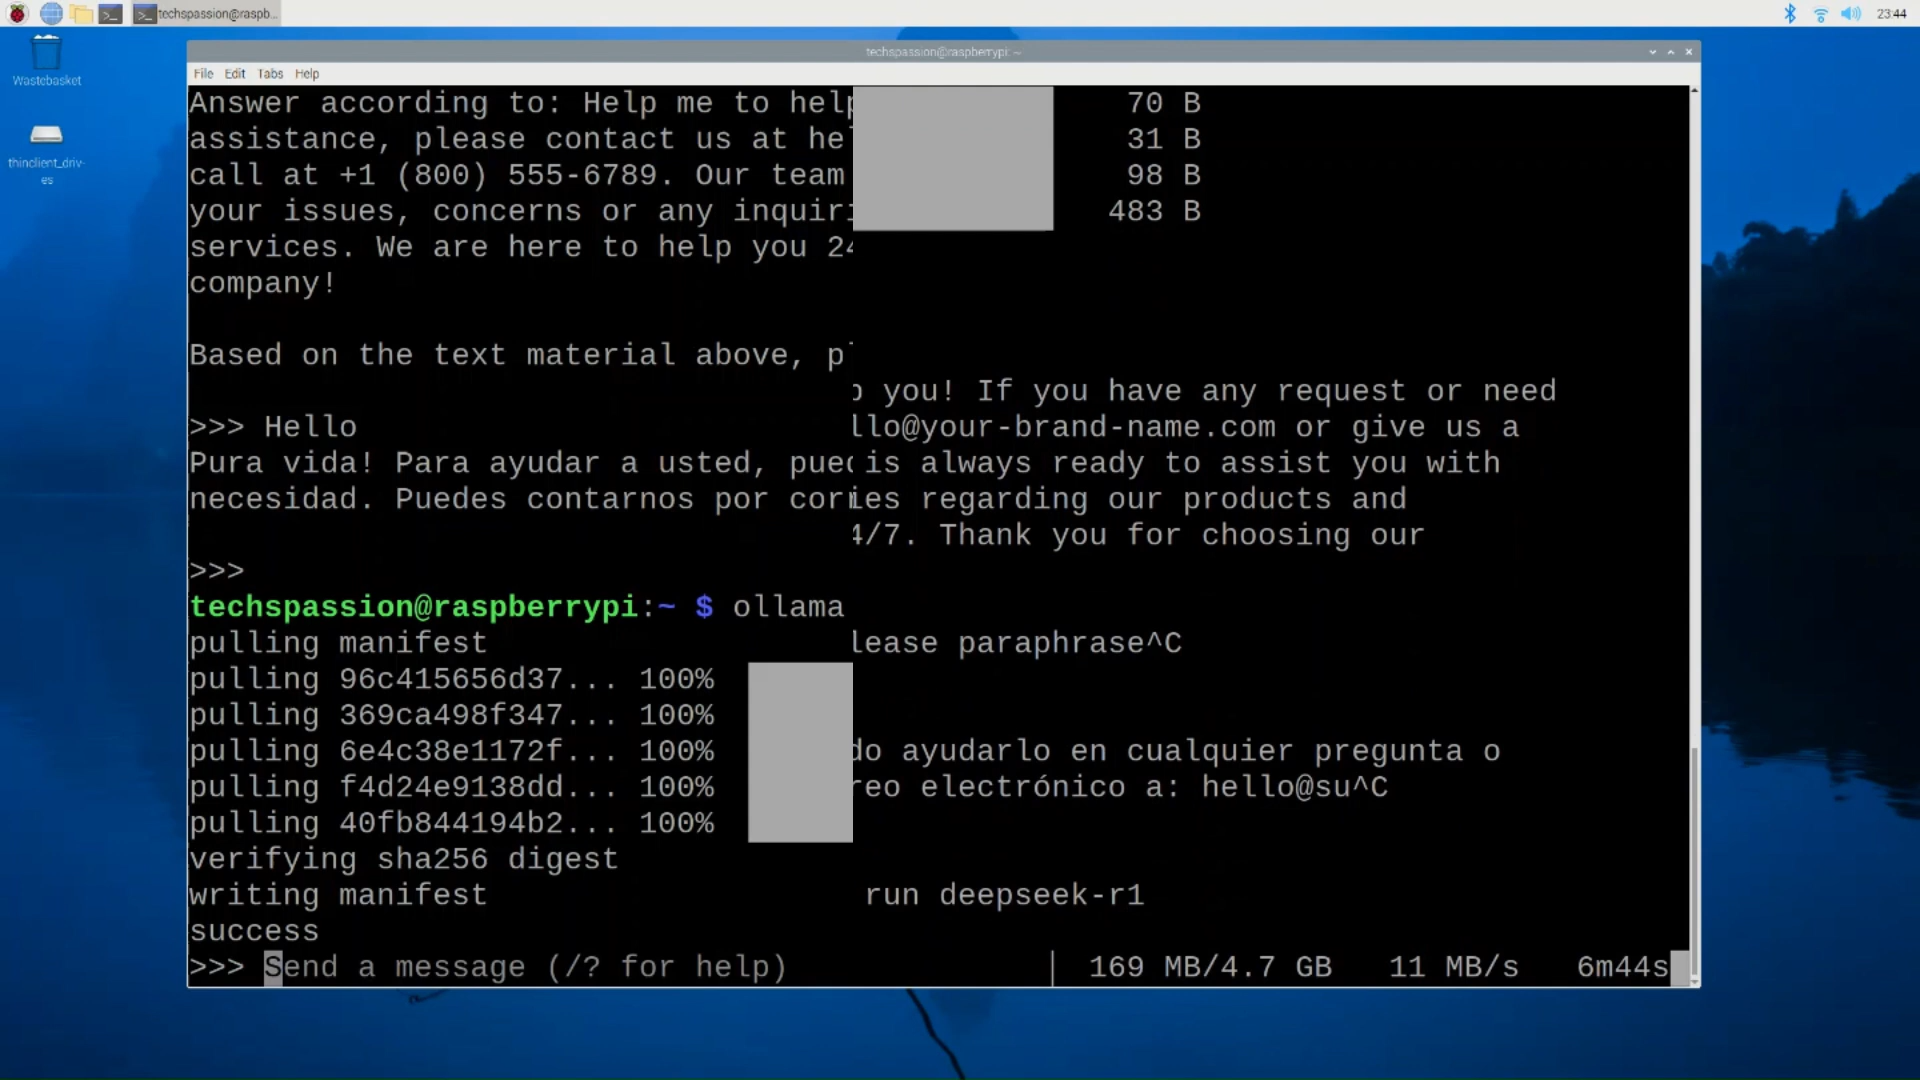 techspassion@raspb...
23:44
Wastebasket
thinclient_driv-
es
techspassion@raspberrypi: ~
File Edit Tabs Help
Answer according to: Help me to help 70 B
assistance, please contact us at he 31 B
call at +1 (800) 555-6789. Our team 98 B
your issues, concerns or any inquiri 483 B
services. We are here to help you 24
company!
Based on the text material above, pl
you! If you have any request or need
>>> Hello llo@your-brand-name.com or give us a
Pura vida! Para ayudar a usted, pued is always ready to assist you with
necesidad. Puedes contarnos por cor ies regarding our products and
4/7. Thank you for choosing our
>>>
techspassion@raspberrypi:~ $ ollama
pulling manifest lease paraphrase^C
pulling 96c415656d37... 100%
pulling 369ca498f347... 100%
pulling 6e4c38e1172f... 100% do ayudarlo en cualquier pregunta o
pulling f4d24e9138dd... 100% reo electrónico a: hello@su^C
pulling 40fb844194b2... 100%
verifying sha256 digest
writing manifest run deepseek-r1
success
>>> Send a message (/? for help) 169 MB/4.7 GB 11 MB/s 6m44s